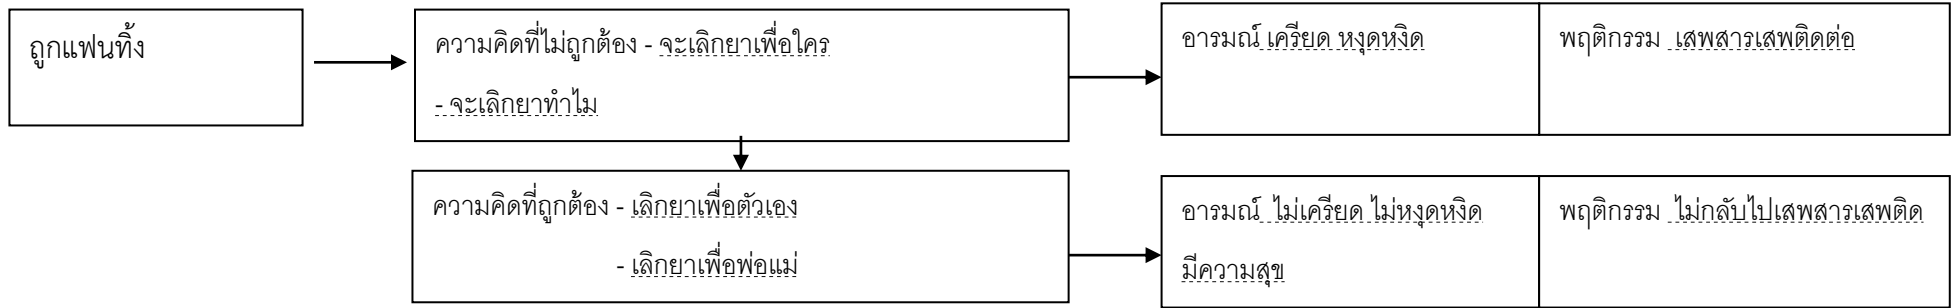 ถูกแฟนทิ้ง
ความคิดที่ไม่ถูกต้อง - จะเลิกยาเพื่อใคร
- จะเลิกยาทำไม
อารมณ์ เครียด หงุดหงิด
พฤติกรรม เสพสารเสพติดต่อ
ความคิดที่ถูกต้อง - เลิกยาเพื่อตัวเอง
- เลิกยาเพื่อพ่อแม่
อารมณ์ ไม่เครียด ไม่หงุดหงิด
มีความสุข
พฤติกรรม ไม่กลับไปเสพสารเสพติด